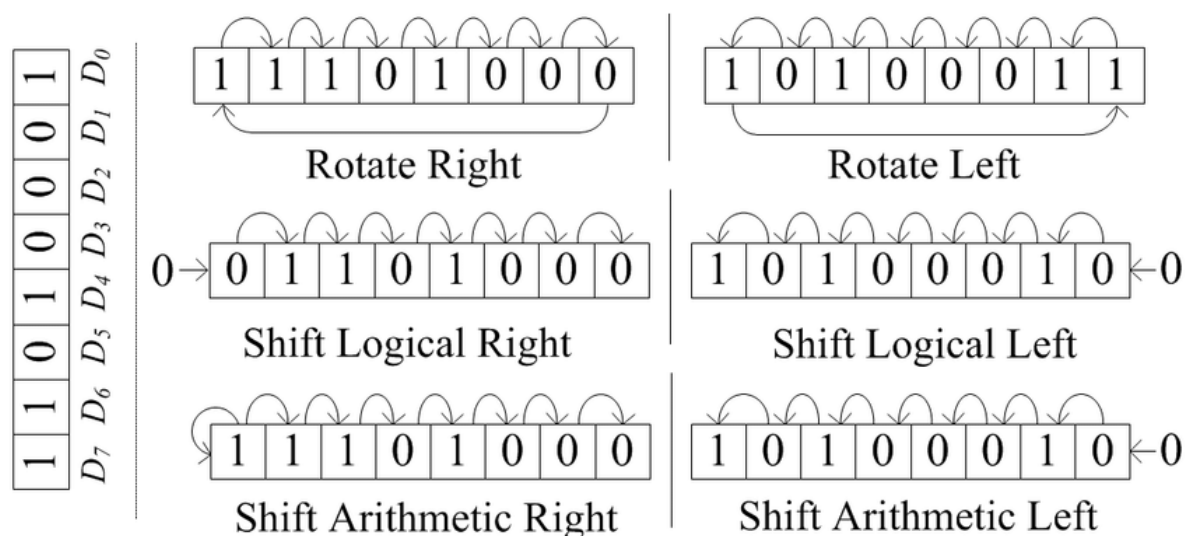 1 1 0 1 0 0 0 1
D7 D6 D5 D4 D3 D2 D1 D0
1 1 1 0 1 0 0 0
Rotate Right
1 0 1 0 0 0 1 1
Rotate Left
0 0 1 1 0 1 0 0 0
Shift Logical Right
1 0 1 0 0 0 1 0 0
Shift Logical Left
1 1 1 0 1 0 0 0
Shift Arithmetic Right
1 0 1 0 0 0 1 0 0
Shift Arithmetic Left